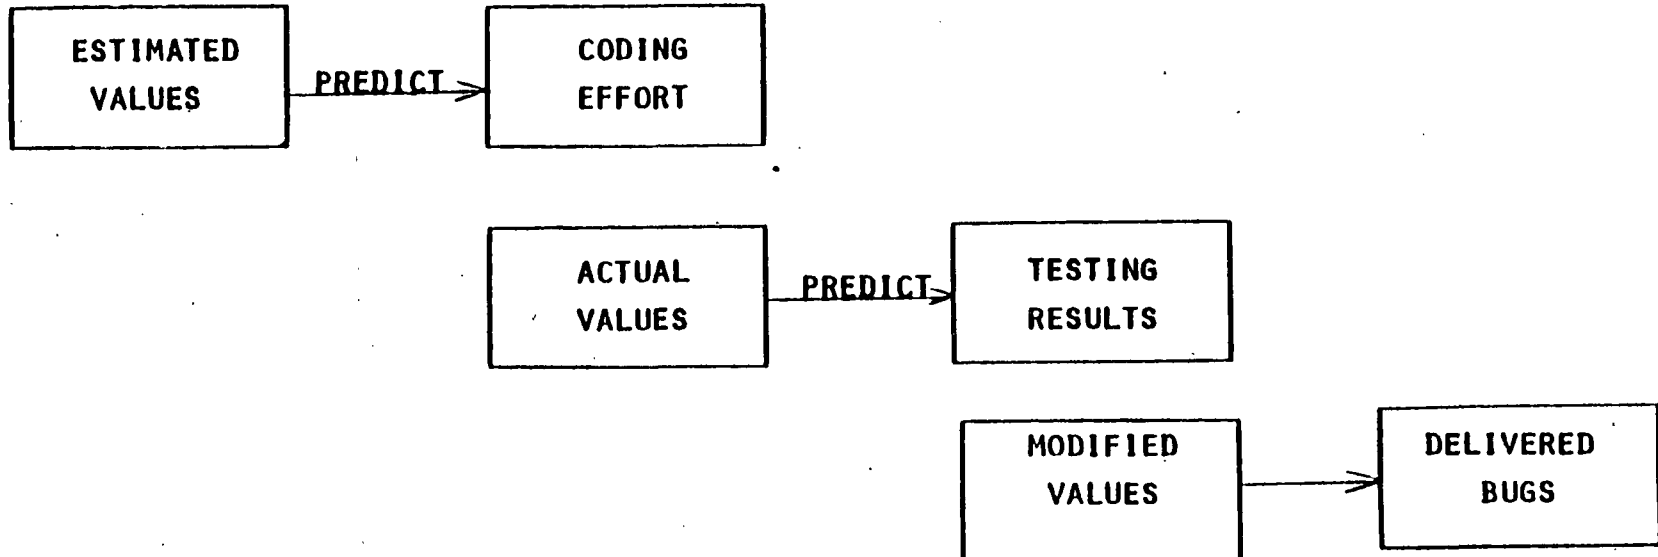 ESTIMATED
VALUES
PREDICT
CODING
EFFORT
ACTUAL
VALUES
PREDICT
TESTING
RESULTS
MODIFIED
VALUES
DELIVERED
BUGS